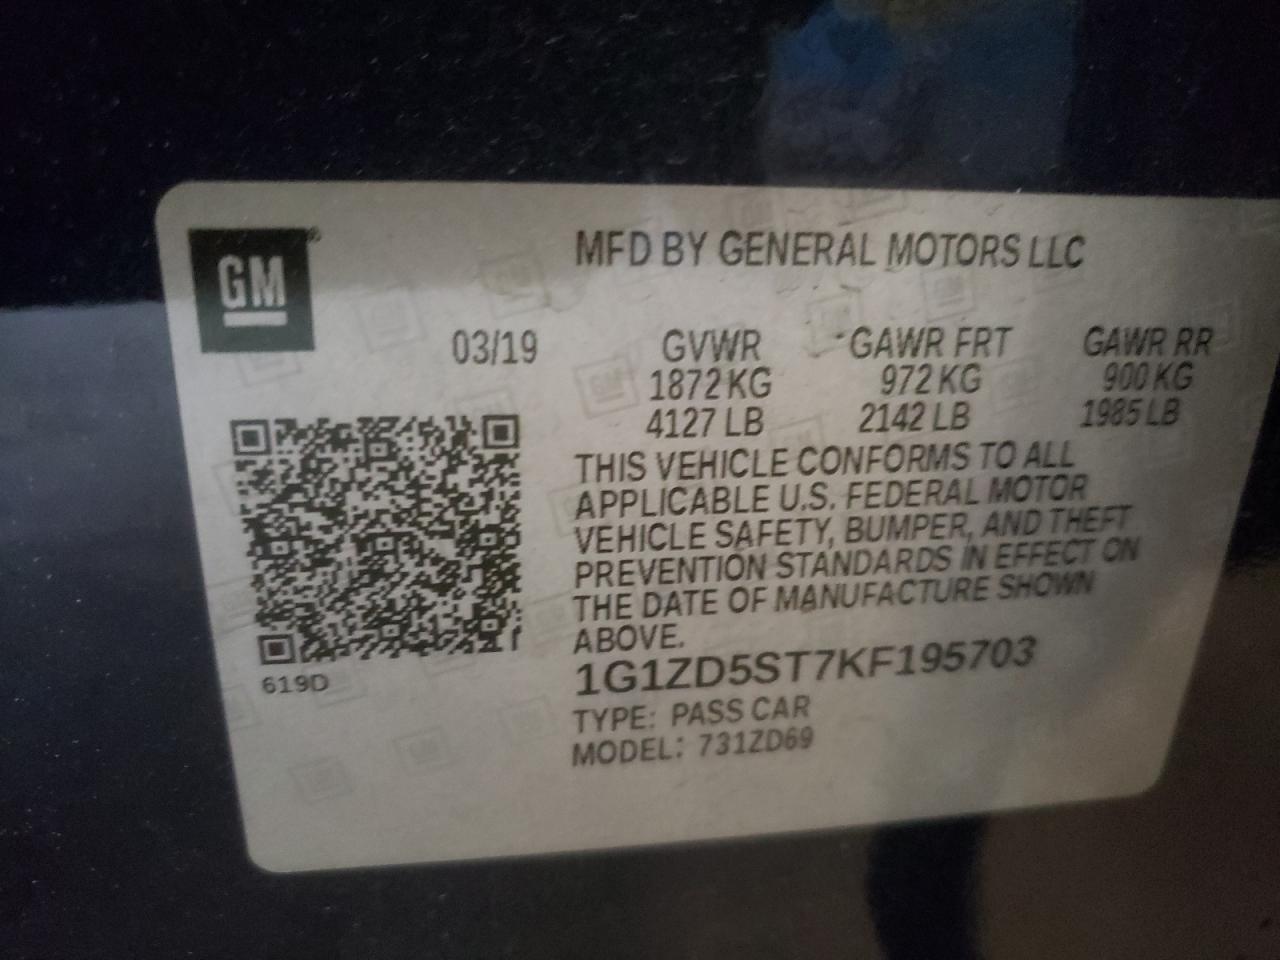 GM
MFD BY GENERAL MOTORS LLC
03/19 GVWR GAWR FRT GAWR RR
1872 KG 972 KG 900 KG
4127 LB 2142 LB 1985 LB
THIS VEHICLE CONFORMS TO ALL
APPLICABLE U.S. FEDERAL MOTOR
VEHICLE SAFETY, BUMPER, AND THEFT
PREVENTION STANDARDS IN EFFECT ON
THE DATE OF MANUFACTURE SHOWN
ABOVE.
619D
1G1ZD5ST7KF195703
TYPE: PASS CAR
MODEL: 731ZD69